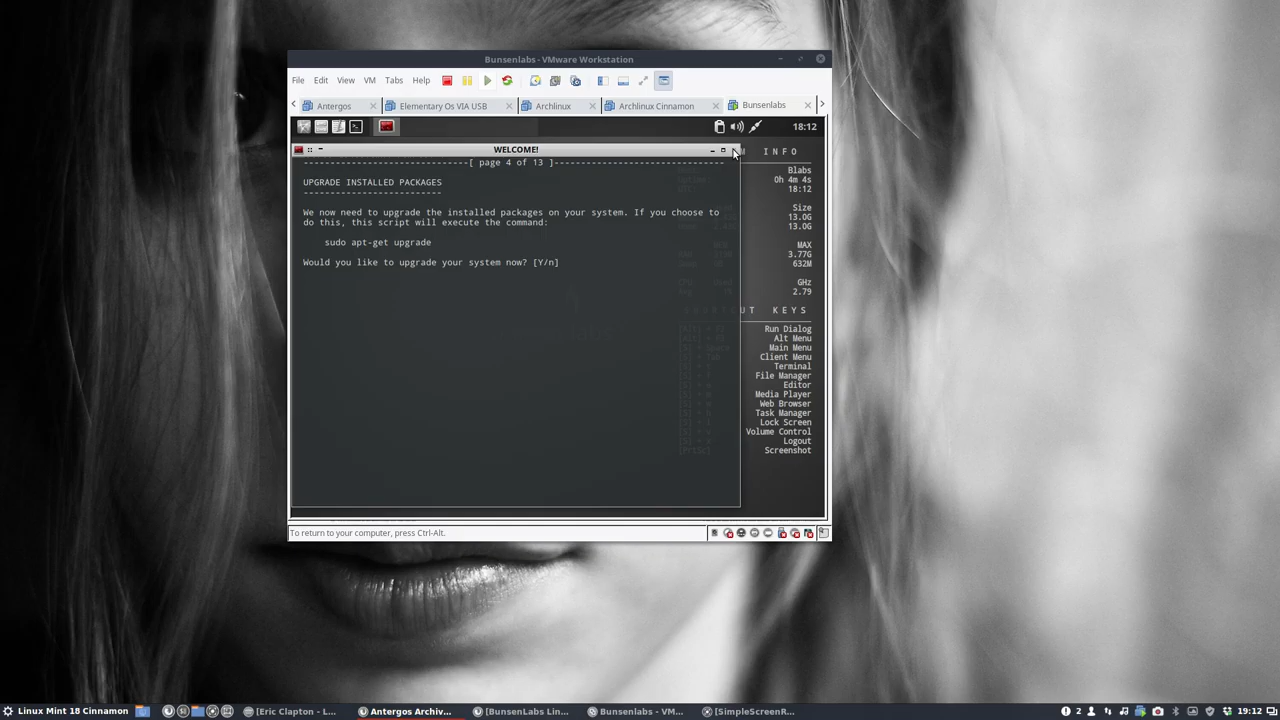 Bunsenlabs - VMware Workstation
File Edit View VM Tabs Help
Antergos Elementary Os VIA USB Archlinux Archlinux Cinnamon Bunsenlabs
18:12
WELCOME!
M INFO
-------------------------------[ page 4 of 13 ]--------------------------------
Blabs
0h 4m 4s
UPGRADE INSTALLED PACKAGES
18:12
--------------------------
Size
We now need to upgrade the installed packages on your system. If you choose to
13.0G
do this, this script will execute the command:
13.0G
sudo apt-get upgrade
MAX
3.77G
Would you like to upgrade your system now? [Y/n]
632M
GHz
2.79
UT KEYS
Run Dialog
Alt Menu
Main Menu
Client Menu
Terminal
File Manager
Editor
Media Player
Web Browser
Task Manager
Lock Screen
Volume Control
Logout
Screenshot
To return to your computer, press Ctrl-Alt.
Linux Mint 18 Cinnamon [Eric Clapton - L... Antergos Archiv... [BunsenLabs Lin... Bunsenlabs - VM... [SimpleScreenR... 2 19:12